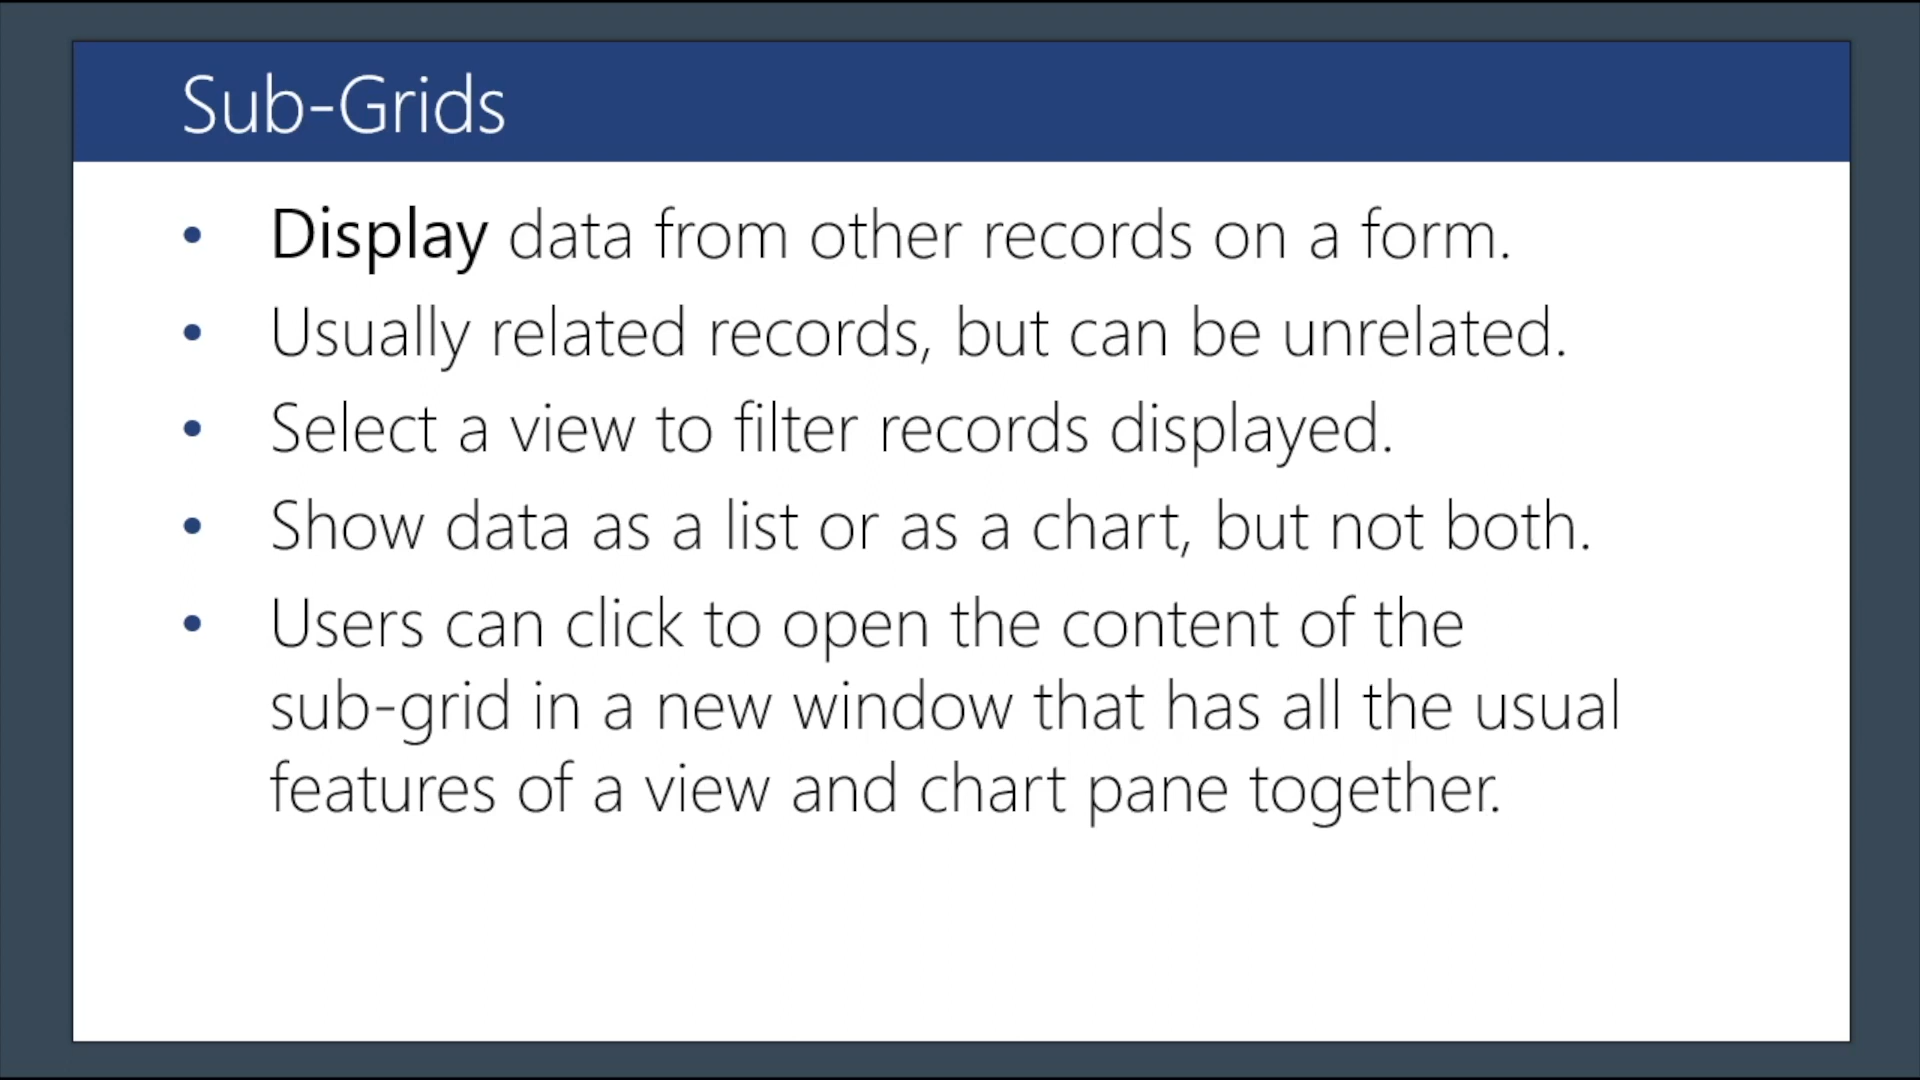 Sub-Grids
• Display data from other records on a form.
• Usually related records, but can be unrelated.
• Select a view to filter records displayed.
• Show data as a list or as a chart, but not both.
• Users can click to open the content of the
sub-grid in a new window that has all the usual
features of a view and chart pane together.